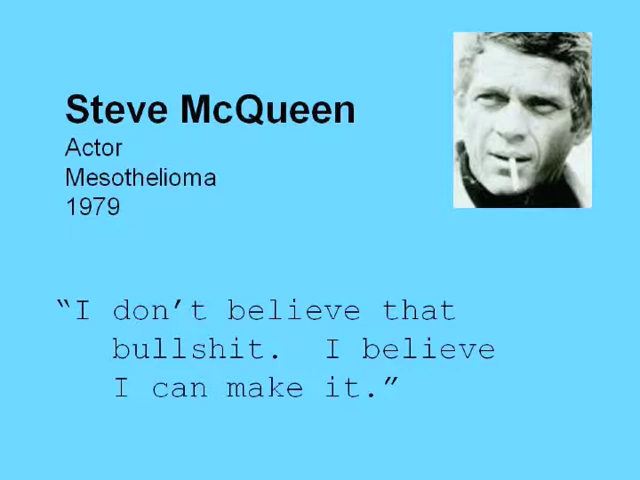 Steve McQueen
Actor
Mesothelioma
1979
“I don’t believe that
bullshit.  I believe
I can make it.”